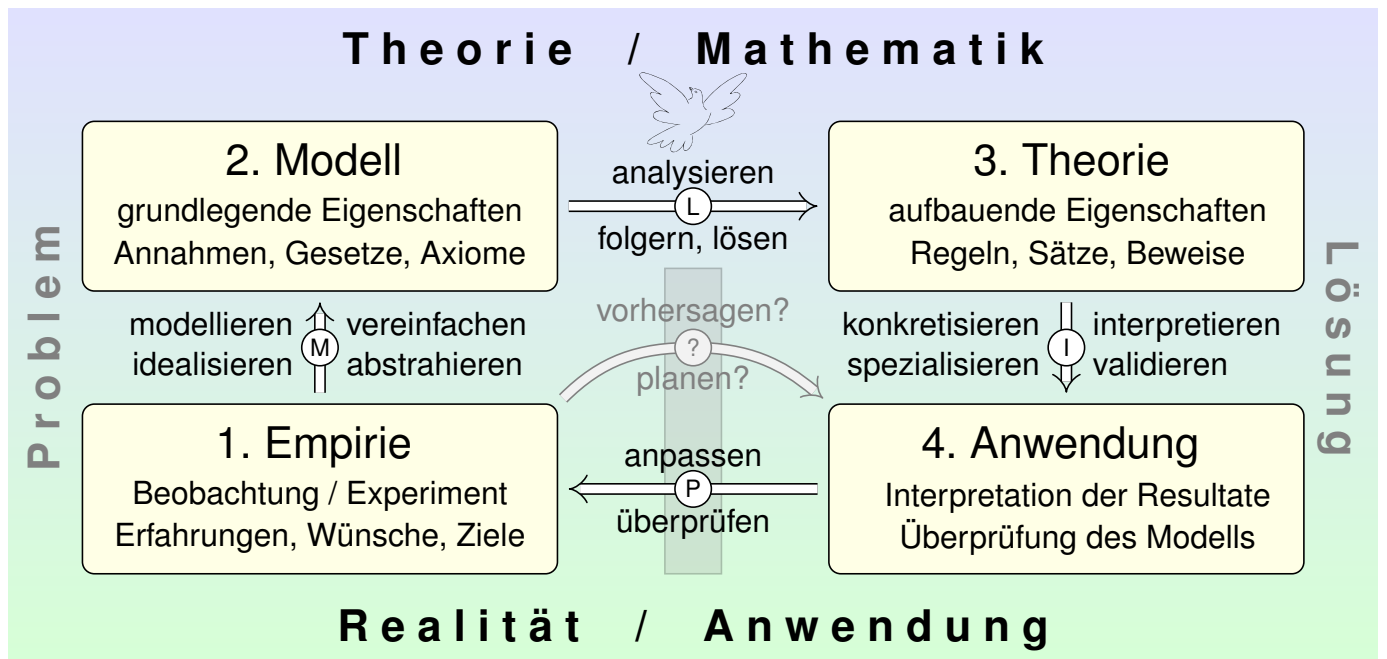 Theorie / Mathematik
2. Modell
grundlegende Eigenschaften
Annahmen, Gesetze, Axiome
analysieren
L
folgern, lösen
3. Theorie
aufbauende Eigenschaften
Regeln, Sätze, Beweise
Problem
modellieren
idealisieren
M
vereinfachen
abstrahieren
vorhersagen?
?
planen?
konkretisieren
spezialisieren
I
interpretieren
validieren
Lösung
1. Empirie
Beobachtung / Experiment
Erfahrungen, Wünsche, Ziele
anpassen
P
überprüfen
4. Anwendung
Interpretation der Resultate
Überprüfung des Modells
Realität / Anwendung